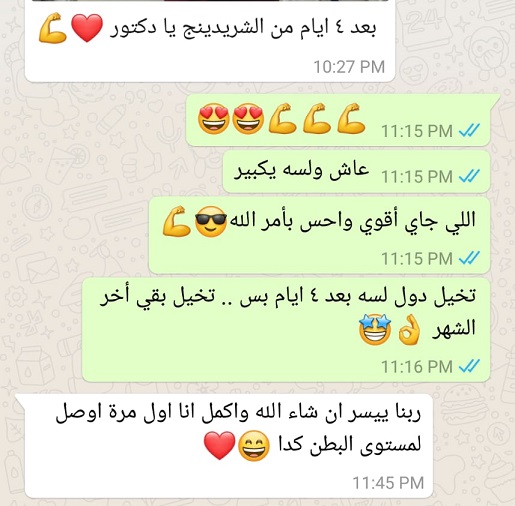 بعد ٤ ايام من الشريدينج يا دكتور ❤️💪
10:27 PM
😍😍💪💪💪
11:15 PM
عاش ولسه يكبير
11:15 PM
اللي جاي أقوي واحس بأمر الله😎💪
11:15 PM
تخيل دول لسه بعد ٤ ايام بس .. تخيل بقي أخر
الشهر 👌🤩
11:16 PM
ربنا ييسر ان شاء الله واكمل انا اول مرة اوصل
لمستوى البطن كدا 😄❤️
11:45 PM